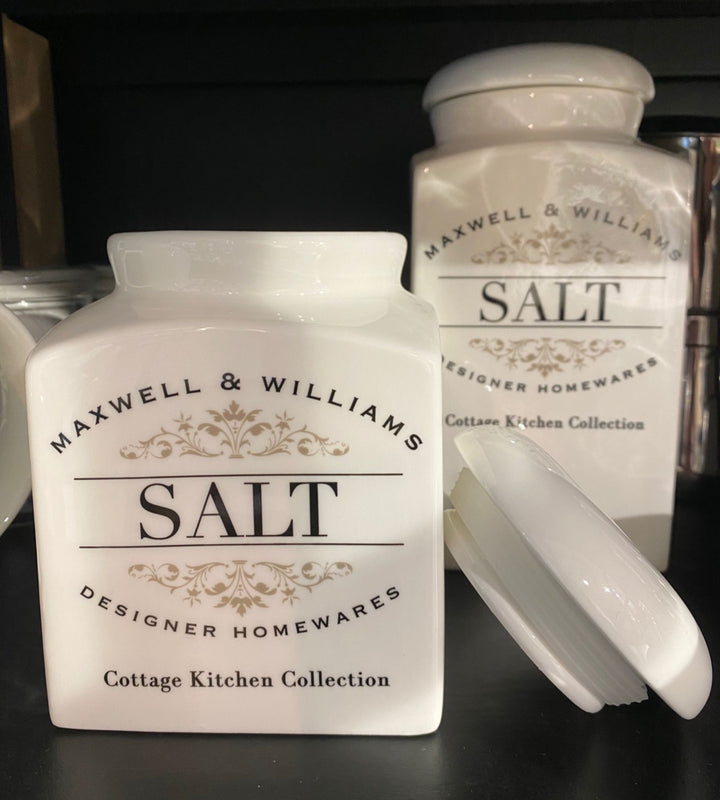 MAXWELL & WILLIAMS
SALT
DESIGNER HOMEWARES
Cottage Kitchen Collection
MAXWELL & WILLIAMS
SALT
DESIGNER HOMEWARES
Cottage Kitchen Collection